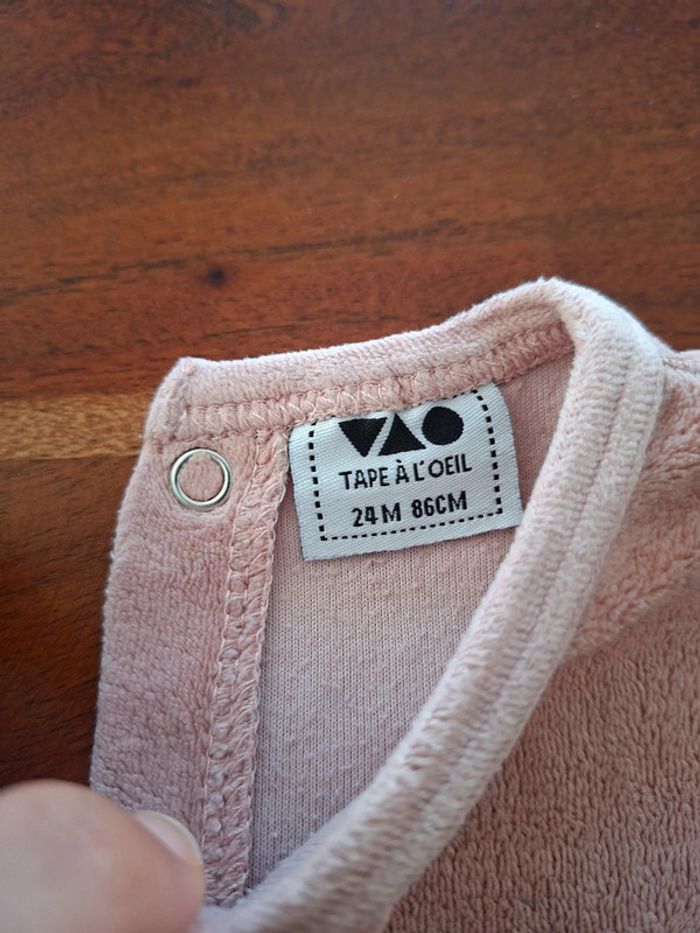 TAPE À L'OEIL
24M 86CM